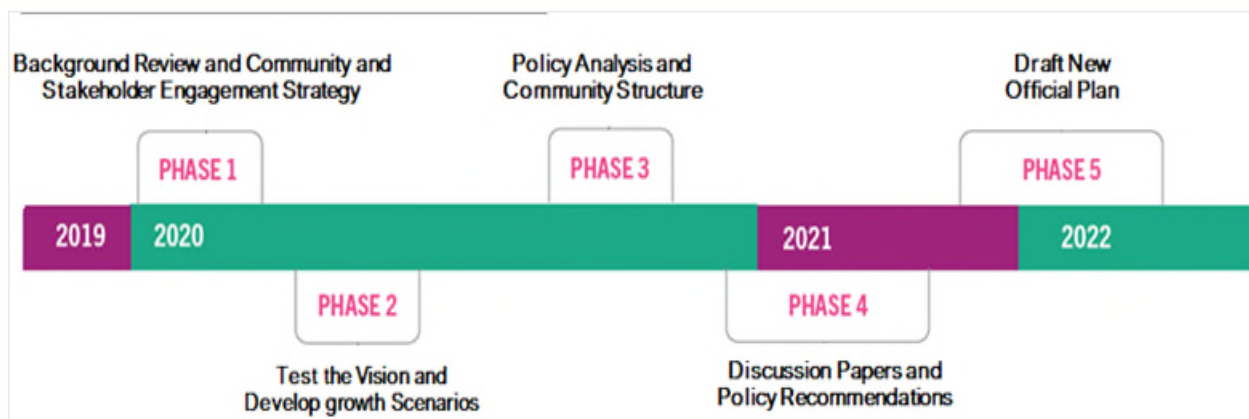 Background Review and Community and
Stakeholder Engagement Strategy
Policy Analysis and
Community Structure
Draft New
Official Plan
PHASE 1
PHASE 3
PHASE 5
2019
2020
2021
2022
PHASE 2
PHASE 4
Test the Vision and
Develop growth Scenarios
Discussion Papers and
Policy Recommendations